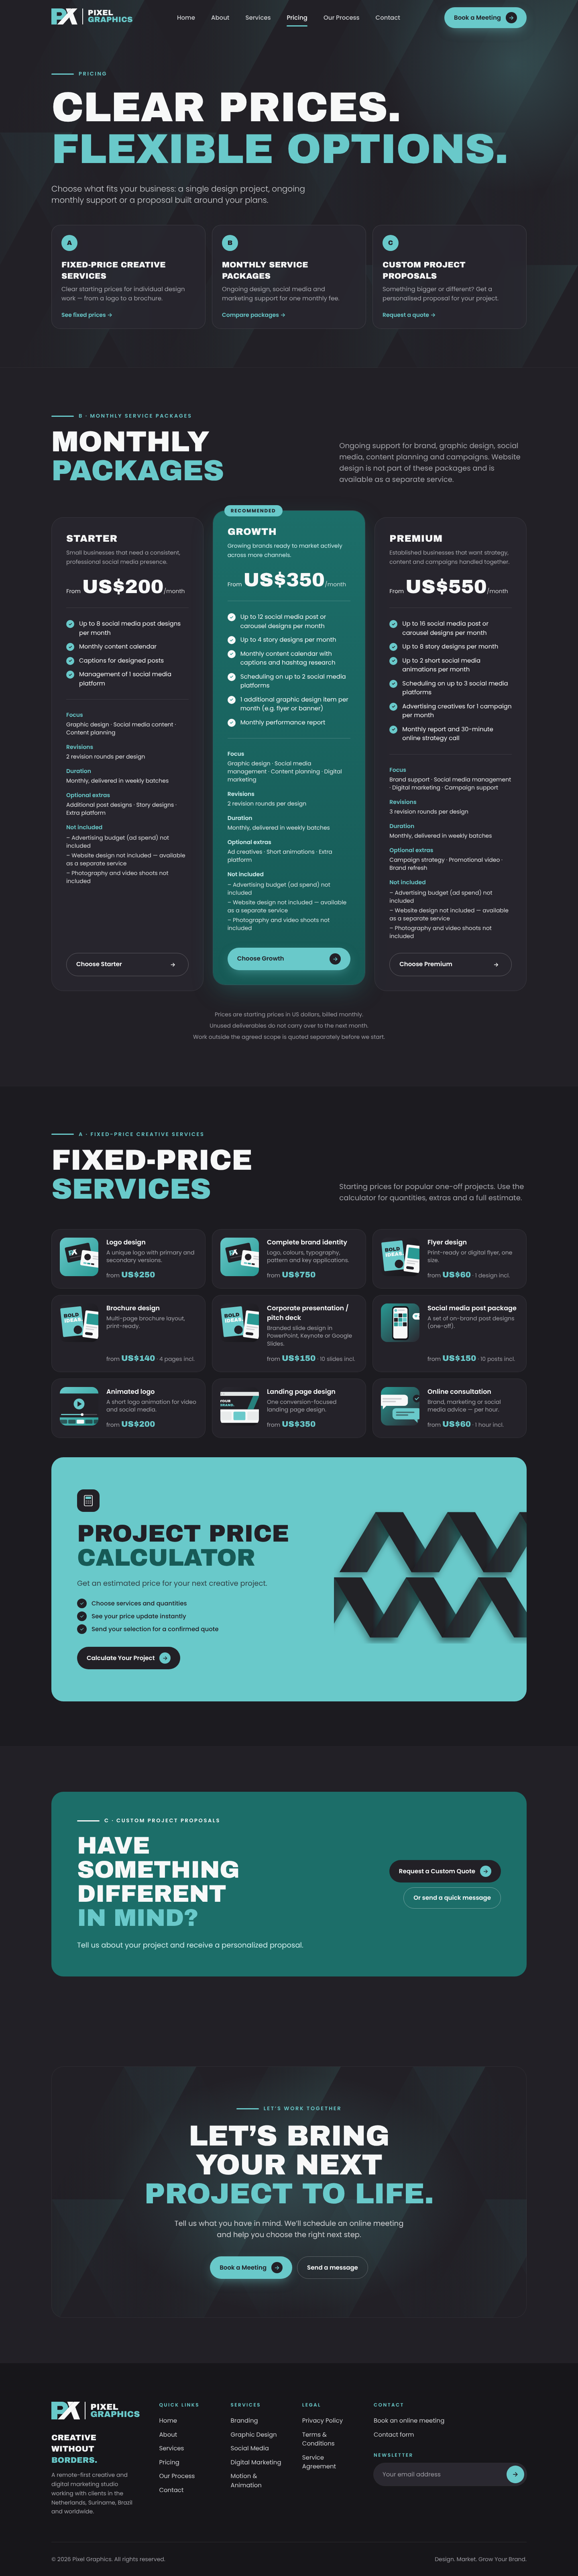 PX PIXEL
GRAPHICS
Home About Services Pricing Our Process Contact
Book a Meeting →
PRICING
CLEAR PRICES.
FLEXIBLE OPTIONS.
Choose what fits your business: a single design project, ongoing
monthly support or a proposal built around your plans.
A
FIXED-PRICE CREATIVE
SERVICES
Clear starting prices for individual design
work — from a logo to a brochure.
See fixed prices →
B
MONTHLY SERVICE
PACKAGES
Ongoing design, social media and
marketing support for one monthly fee.
Compare packages →
C
CUSTOM PROJECT
PROPOSALS
Something bigger or different? Get a
personalised proposal for your project.
Request a quote →
B · MONTHLY SERVICE PACKAGES
MONTHLY
PACKAGES
Ongoing support for brand, graphic design, social
media, content planning and campaigns. Website
design is not part of these packages and is
available as a separate service.
STARTER
Small businesses that need a consistent,
professional social media presence.
From US$200/month
Up to 8 social media post designs
per month
Monthly content calendar
Captions for designed posts
Management of 1 social media
platform
Focus
Graphic design · Social media content ·
Content planning
Revisions
2 revision rounds per design
Duration
Monthly, delivered in weekly batches
Optional extras
Additional post designs · Story designs ·
Extra platform
Not included
– Advertising budget (ad spend) not
included
– Website design not included — available
as a separate service
– Photography and video shoots not
included
Choose Starter →
RECOMMENDED
GROWTH
Growing brands ready to market actively
across more channels.
From US$350/month
Up to 12 social media post or
carousel designs per month
Up to 4 story designs per month
Monthly content calendar with
captions and hashtag research
Scheduling on up to 2 social media
platforms
1 additional graphic design item per
month (e.g. flyer or banner)
Monthly performance report
Focus
Graphic design · Social media
management · Content planning · Digital
marketing
Revisions
2 revision rounds per design
Duration
Monthly, delivered in weekly batches
Optional extras
Ad creatives · Short animations · Extra
platform
Not included
– Advertising budget (ad spend) not
included
– Website design not included — available
as a separate service
– Photography and video shoots not
included
Choose Growth →
PREMIUM
Established businesses that want strategy,
content and campaigns handled together.
From US$550/month
Up to 16 social media post or
carousel designs per month
Up to 8 story designs per month
Up to 2 short social media
animations per month
Scheduling on up to 3 social media
platforms
Advertising creatives for 1 campaign
per month
Monthly report and 30-minute
online strategy call
Focus
Brand support · Social media management
· Digital marketing · Campaign support
Revisions
3 revision rounds per design
Duration
Monthly, delivered in weekly batches
Optional extras
Campaign strategy · Promotional video ·
Brand refresh
Not included
– Advertising budget (ad spend) not
included
– Website design not included — available
as a separate service
– Photography and video shoots not
included
Choose Premium →
Prices are starting prices in US dollars, billed monthly.
Unused deliverables do not carry over to the next month.
Work outside the agreed scope is quoted separately before we start.
A · FIXED-PRICE CREATIVE SERVICES
FIXED-PRICE
SERVICES
Starting prices for popular one-off projects. Use the
calculator for quantities, extras and a full estimate.
Logo design
A unique logo with primary and
secondary versions.
from US$250
Complete brand identity
Logo, colours, typography,
pattern and key applications.
from US$750
BOLD
IDEAS.
Flyer design
Print-ready or digital flyer, one
size.
from US$60 · 1 design incl.
BOLD
IDEAS.
Brochure design
Multi-page brochure layout,
print-ready.
from US$140 · 4 pages incl.
BOLD
IDEAS.
Corporate presentation /
pitch deck
Branded slide design in
PowerPoint, Keynote or Google
Slides.
from US$150 · 10 slides incl.
Social media post package
A set of on-brand post designs
(one-off).
from US$150 · 10 posts incl.
Animated logo
A short logo animation for video
and social media.
from US$200
YOUR
BRAND.
Landing page design
One conversion-focused
landing page design.
from US$350
Online consultation
Brand, marketing or social
media advice — per hour.
from US$60 · 1 hour incl.
PROJECT PRICE
CALCULATOR
Get an estimated price for your next creative project.
Choose services and quantities
See your price update instantly
Send your selection for a confirmed quote
Calculate Your Project →
C · CUSTOM PROJECT PROPOSALS
HAVE
SOMETHING
DIFFERENT
IN MIND?
Tell us about your project and receive a personalized proposal.
Request a Custom Quote →
Or send a quick message
LET'S WORK TOGETHER
LET'S BRING
YOUR NEXT
PROJECT TO LIFE.
Tell us what you have in mind. We'll schedule an online meeting
and help you choose the right next step.
Book a Meeting →
Send a message
PX PIXEL
GRAPHICS
CREATIVE
WITHOUT
BORDERS.
A remote-first creative and
digital marketing studio
working with clients in the
Netherlands, Suriname, Brazil
and worldwide.
QUICK LINKS
Home
About
Services
Pricing
Our Process
Contact
SERVICES
Branding
Graphic Design
Social Media
Digital Marketing
Motion &
Animation
LEGAL
Privacy Policy
Terms &
Conditions
Service
Agreement
CONTACT
Book an online meeting
Contact form
NEWSLETTER
Your email address →
© 2026 Pixel Graphics. All rights reserved.
Design. Market. Grow Your Brand.